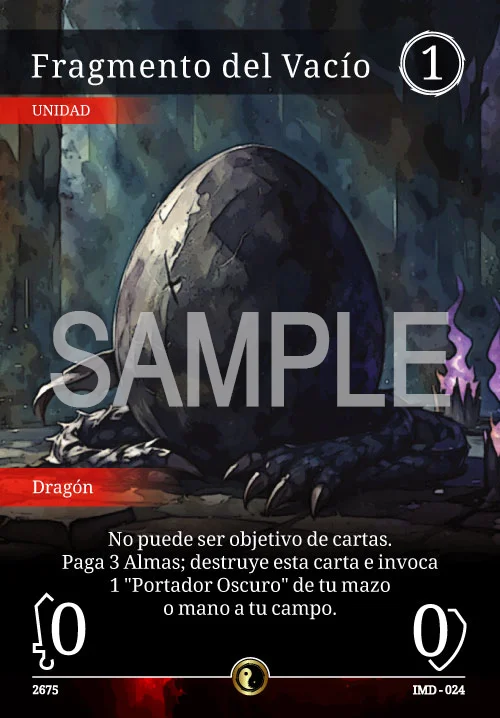 Fragmento del Vacío
1
UNIDAD
SAMPLE
Dragón
No puede ser objetivo de cartas.
Paga 3 Almas; destruye esta carta e invoca
1 "Portador Oscuro" de tu mazo
o mano a tu campo.
0
0
2675
IMD - 024